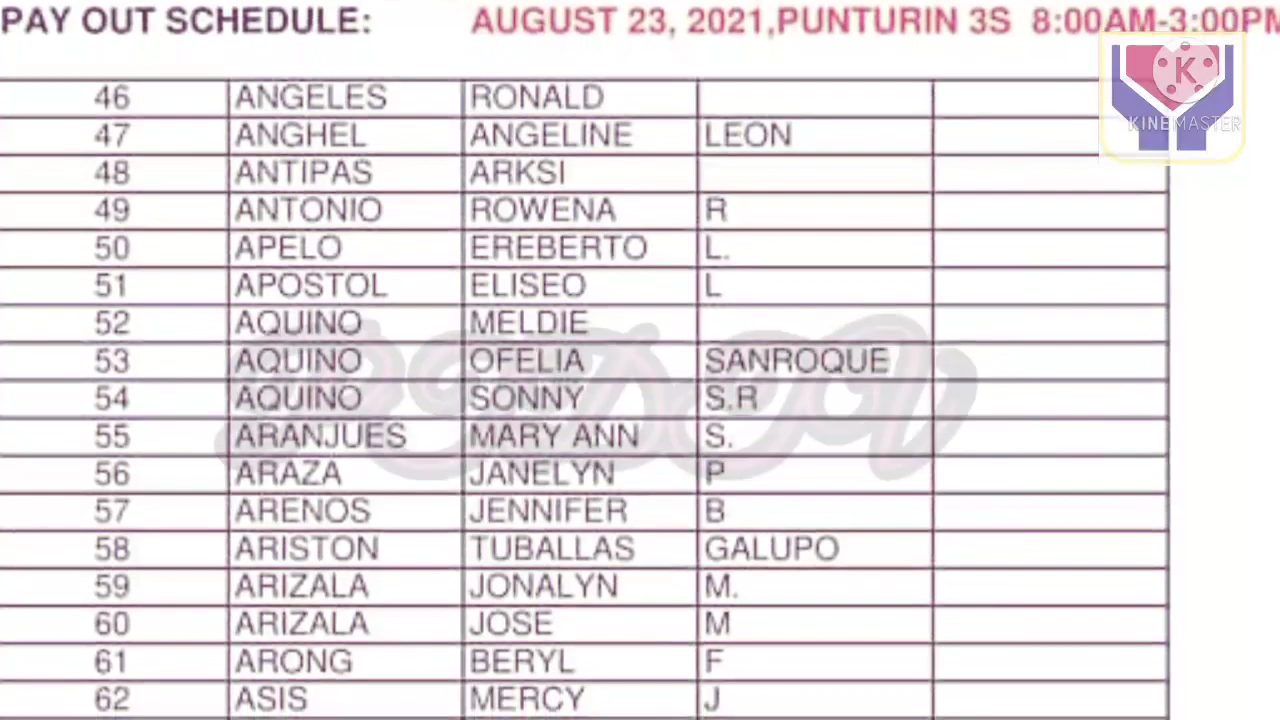 PAY OUT SCHEDULE: AUGUST 23, 2021,PUNTURIN 3S 8:00AM-3:00PM
KINEMASTER
46 ANGELES RONALD
47 ANGHEL ANGELINE LEON
48 ANTIPAS ARKSI
49 ANTONIO ROWENA R
50 APELO EREBERTO L.
51 APOSTOL ELISEO L
52 AQUINO MELDIE
53 AQUINO OFELIA SANROQUE
54 AQUINO SONNY S.R
55 ARANJUES MARY ANN S.
56 ARAZA JANELYN P
57 ARENOS JENNIFER B
58 ARISTON TUBALLAS GALUPO
59 ARIZALA JONALYN M.
60 ARIZALA JOSE M
61 ARONG BERYL F
62 ASIS MERCY J